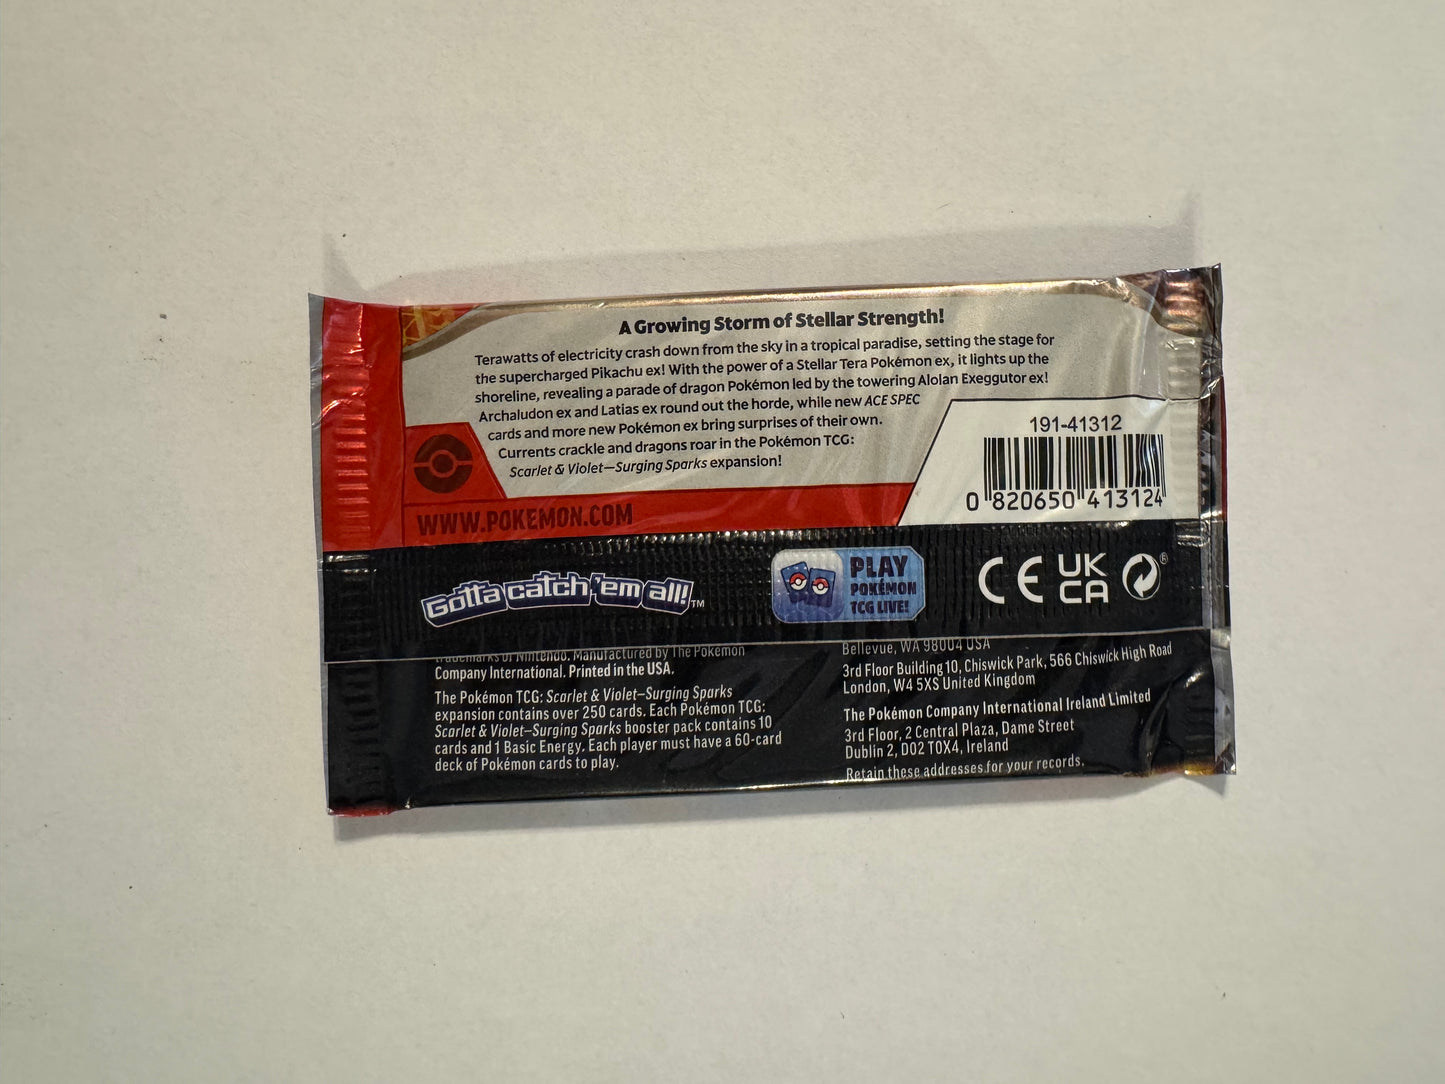 A Growing Storm of Stellar Strength!
Terawatts of electricity crash down from the sky in a tropical paradise, setting the stage for
the supercharged Pikachu ex! With the power of a Stellar Tera Pokémon ex, it lights up the
shoreline, revealing a parade of dragon Pokémon led by the towering Alolan Exeggutor ex!
Archaludon ex and Latias ex round out the horde, while new ACE SPEC
cards and more new Pokémon ex bring surprises of their own.
Currents crackle and dragons roar in the Pokémon TCG:
Scarlet & Violet—Surging Sparks expansion!
191-41312
0 820650 413124
WWW.POKEMON.COM
Gotta catch 'em all!™
PLAY
POKÉMON
TCG LIVE!
CE
UK
CA
®
trademarks of Nintendo. Manufactured by The Pokémon
Company International. Printed in the USA.
The Pokémon TCG: Scarlet & Violet—Surging Sparks
expansion contains over 250 cards. Each Pokémon TCG:
Scarlet & Violet—Surging Sparks booster pack contains 10
cards and 1 Basic Energy. Each player must have a 60-card
deck of Pokémon cards to play.
Bellevue, WA 98004 USA
3rd Floor Building 10, Chiswick Park, 566 Chiswick High Road
London, W4 5XS United Kingdom
The Pokémon Company International Ireland Limited
3rd Floor, 2 Central Plaza, Dame Street
Dublin 2, D02 T0X4, Ireland
Retain these addresses for your records.